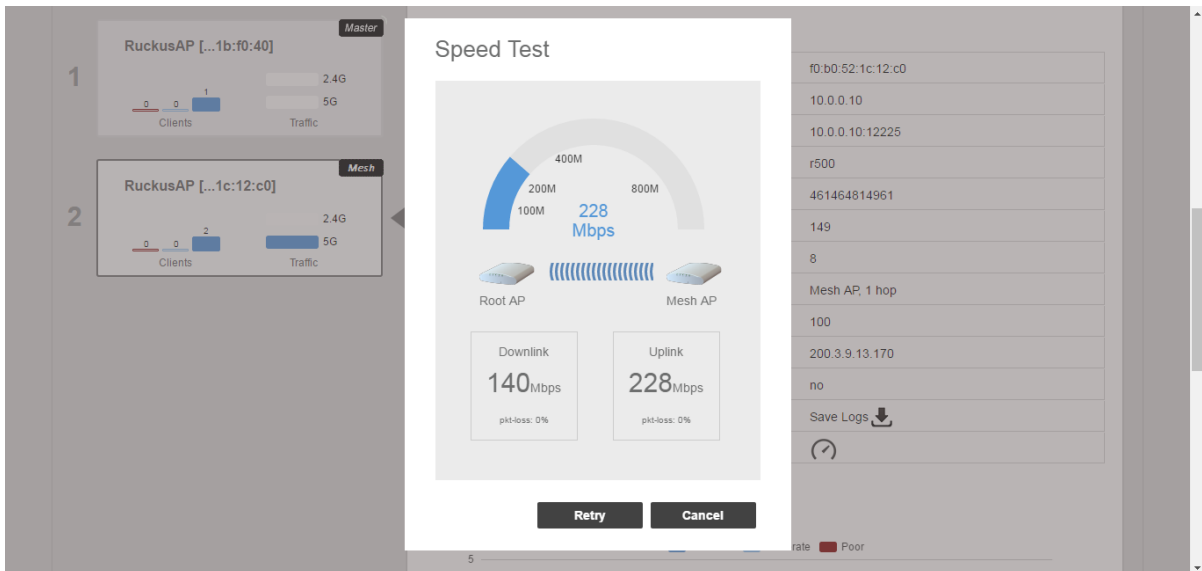 Master
RuckusAP [...1b:f0:40]
1
2.4G
0 0 1
5G
Clients Traffic
Mesh
RuckusAP [...1c:12:c0]
2
2.4G
0 0 2
5G
Clients Traffic
Speed Test
400M
200M 800M
100M 228
Mbps
Root AP Mesh AP
Downlink Uplink
140Mbps 228Mbps
pkt-loss: 0% pkt-loss: 0%
Retry Cancel
f0:b0:52:1c:12:c0
10.0.0.10
10.0.0.10:12225
r500
461464814961
149
8
Mesh AP, 1 hop
100
200.3.9.13.170
no
Save Logs
rate Poor
5